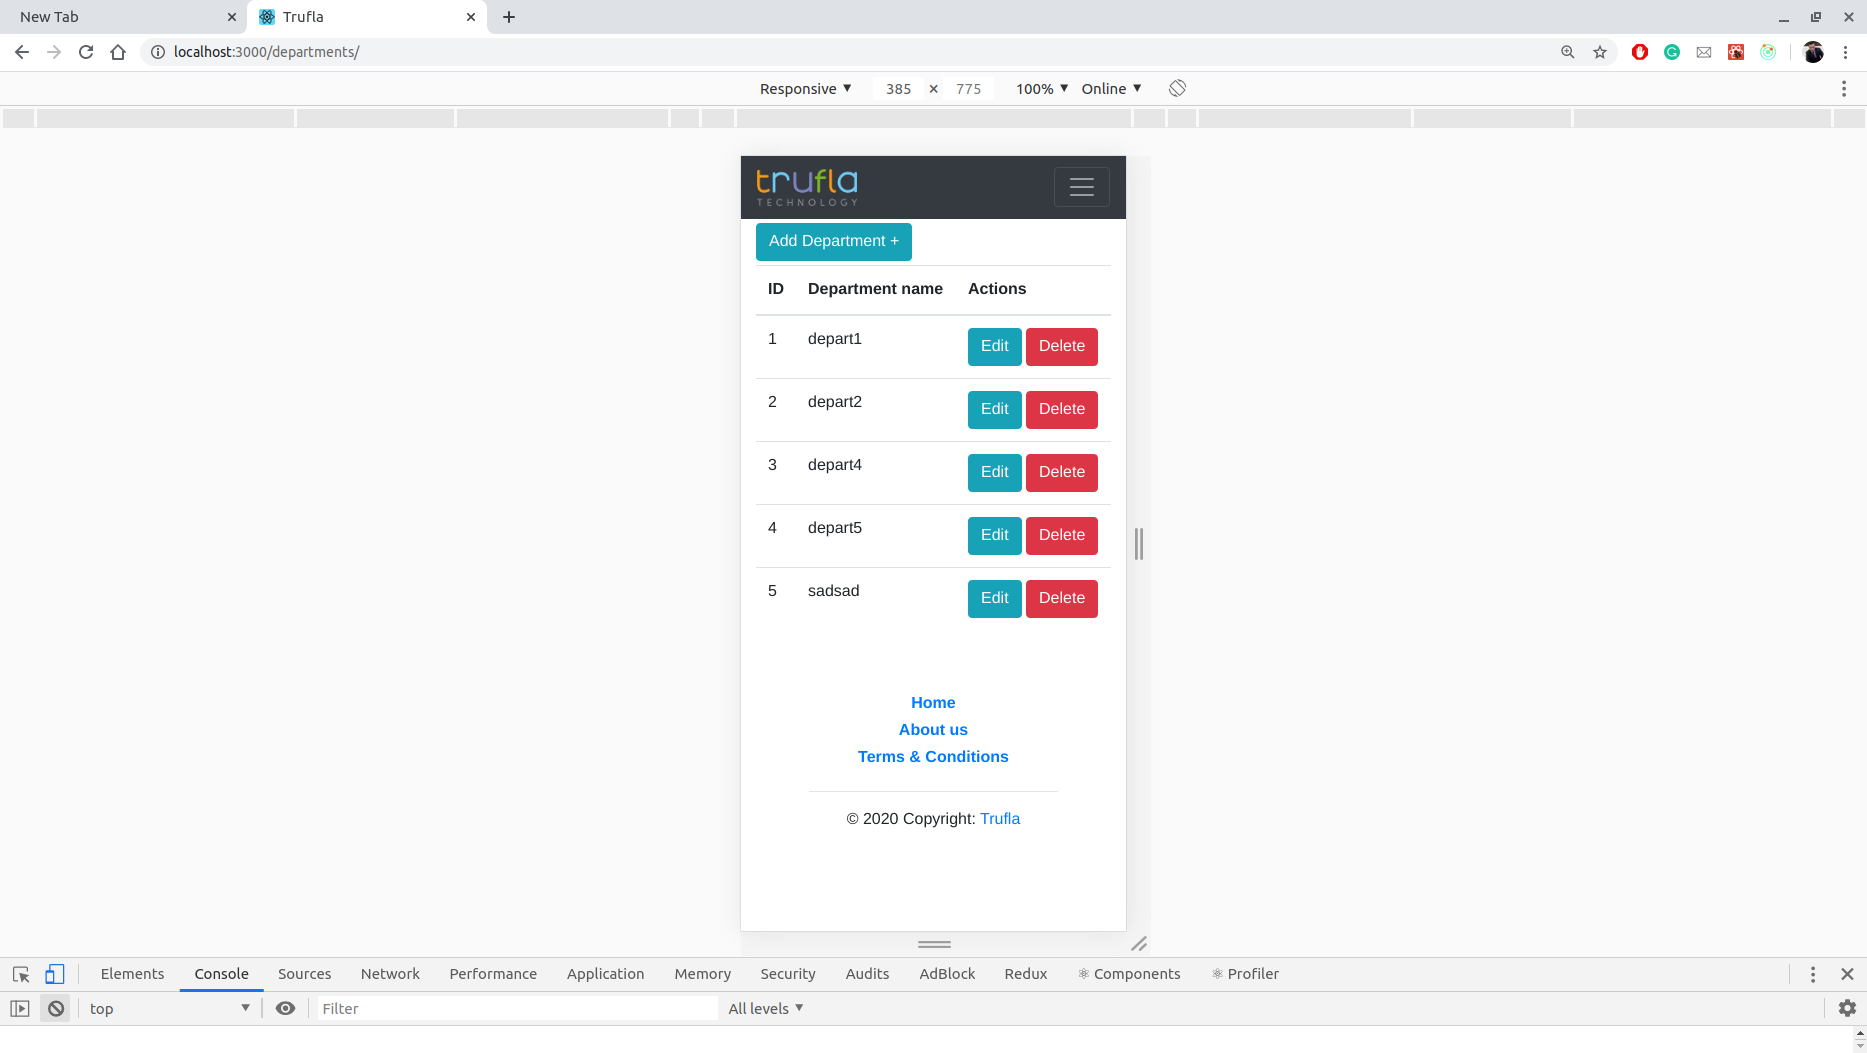 New Tab
Trufla
localhost:3000/departments/
Responsive 385 × 775 100% Online
trufla
TECHNOLOGY
Add Department +
ID Department name Actions
1 depart1 Edit Delete
2 depart2 Edit Delete
3 depart4 Edit Delete
4 depart5 Edit Delete
5 sadsad Edit Delete
Home
About us
Terms & Conditions
© 2020 Copyright: Trufla
Elements Console Sources Network Performance Application Memory Security Audits AdBlock Redux Components Profiler
top Filter All levels